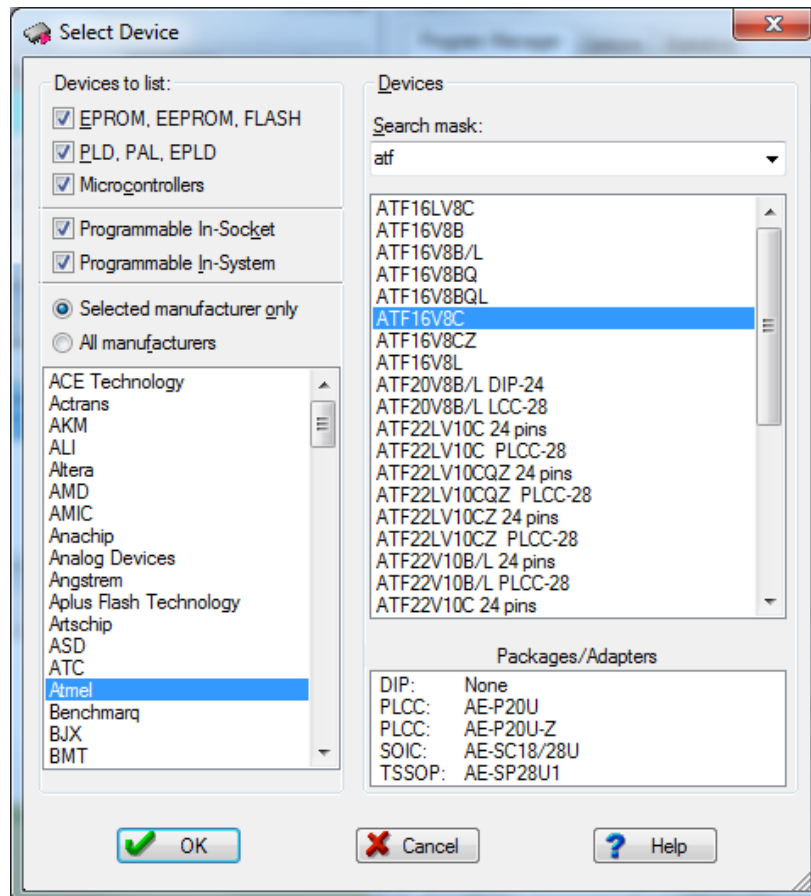 Select Device
Devices to list:
EPROM, EEPROM, FLASH
PLD, PAL, EPLD
Microcontrollers
Programmable In-Socket
Programmable In-System
Selected manufacturer only
All manufacturers
ACE Technology
Actrans
AKM
ALI
Altera
AMD
AMIC
Anachip
Analog Devices
Angstrem
Aplus Flash Technology
Artschip
ASD
ATC
Atmel
Benchmarq
BJX
BMT
Devices
Search mask:
atf
ATF16LV8C
ATF16V8B
ATF16V8B/L
ATF16V8BQ
ATF16V8BQL
ATF16V8C
ATF16V8CZ
ATF16V8L
ATF20V8B/L DIP-24
ATF20V8B/L LCC-28
ATF22LV10C 24 pins
ATF22LV10C  PLCC-28
ATF22LV10CQZ 24 pins
ATF22LV10CQZ  PLCC-28
ATF22LV10CZ 24 pins
ATF22LV10CZ  PLCC-28
ATF22V10B/L 24 pins
ATF22V10B/L PLCC-28
ATF22V10C 24 pins
Packages/Adapters
DIP: None
PLCC: AE-P20U
PLCC: AE-P20U-Z
SOIC: AE-SC18/28U
TSSOP: AE-SP28U1
OK
Cancel
Help